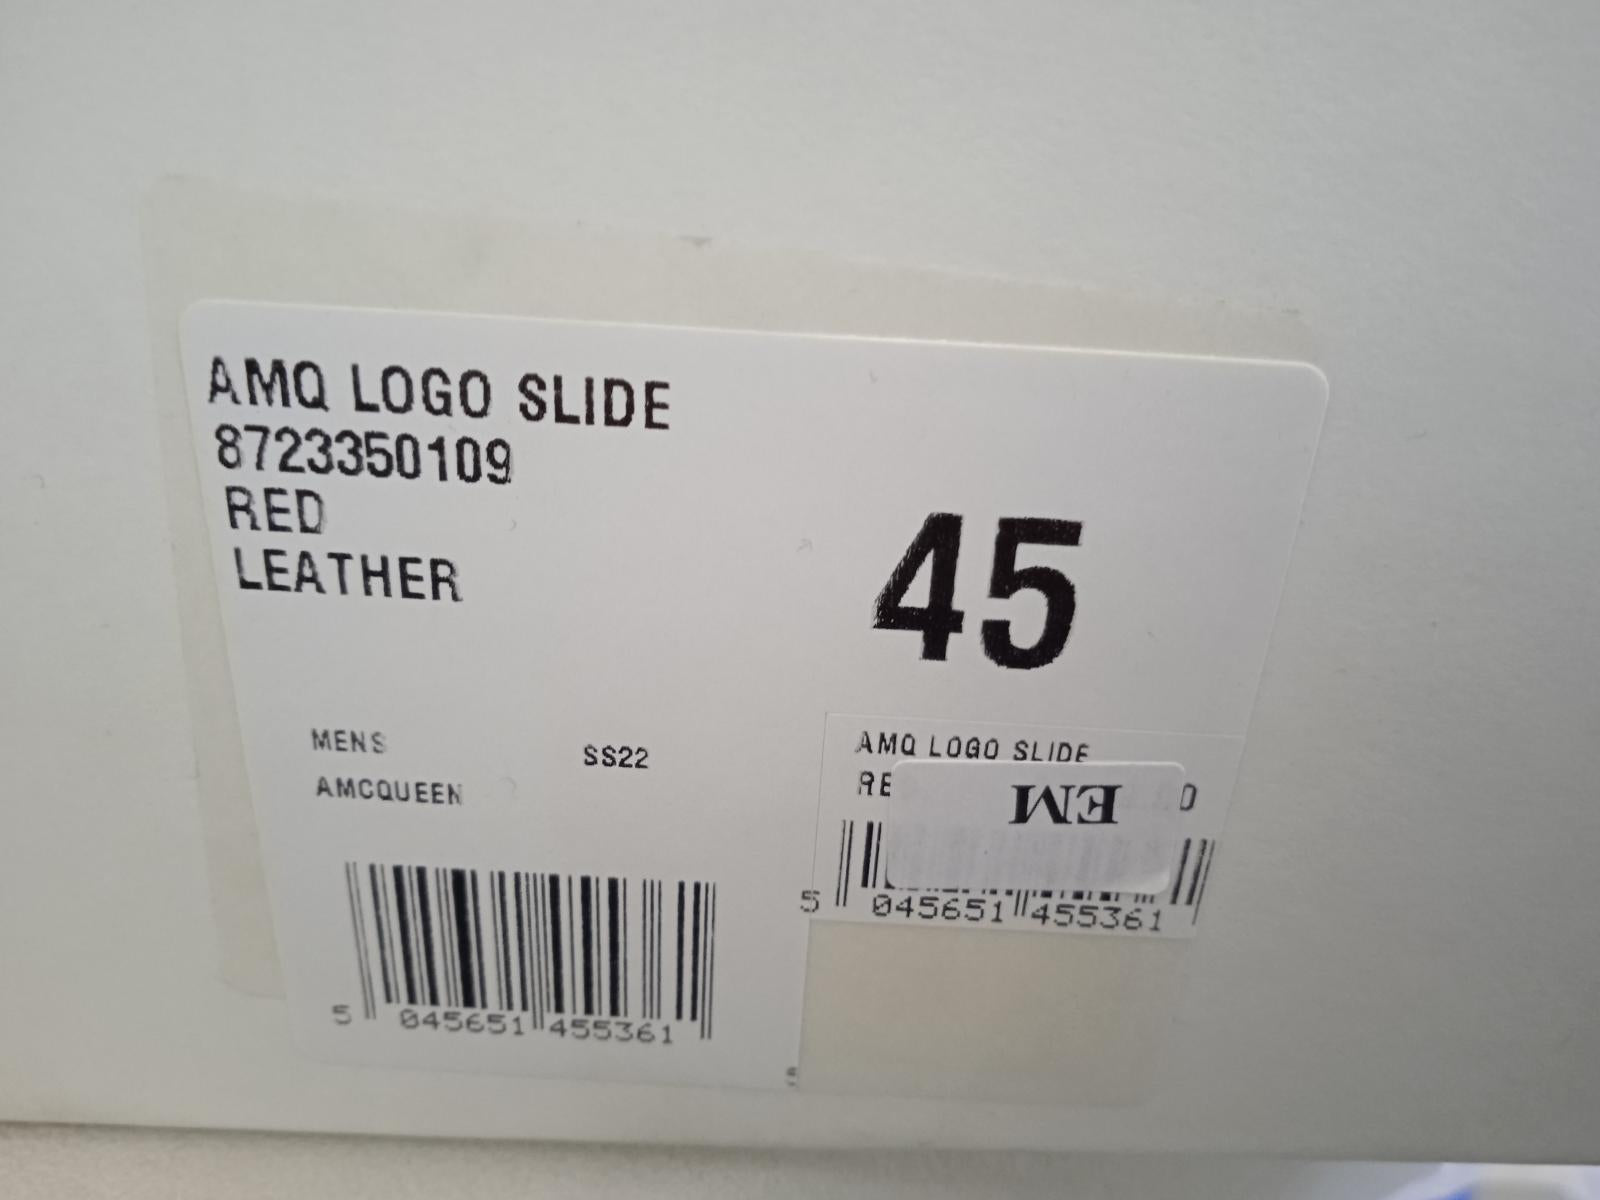 AMQ LOGO SLIDE
8723350109
RED
LEATHER
45
MENS
SS22
AMCQUEEN
5 045651 455361
AMQ LOGO SLIDE
EM
5 045651 455361